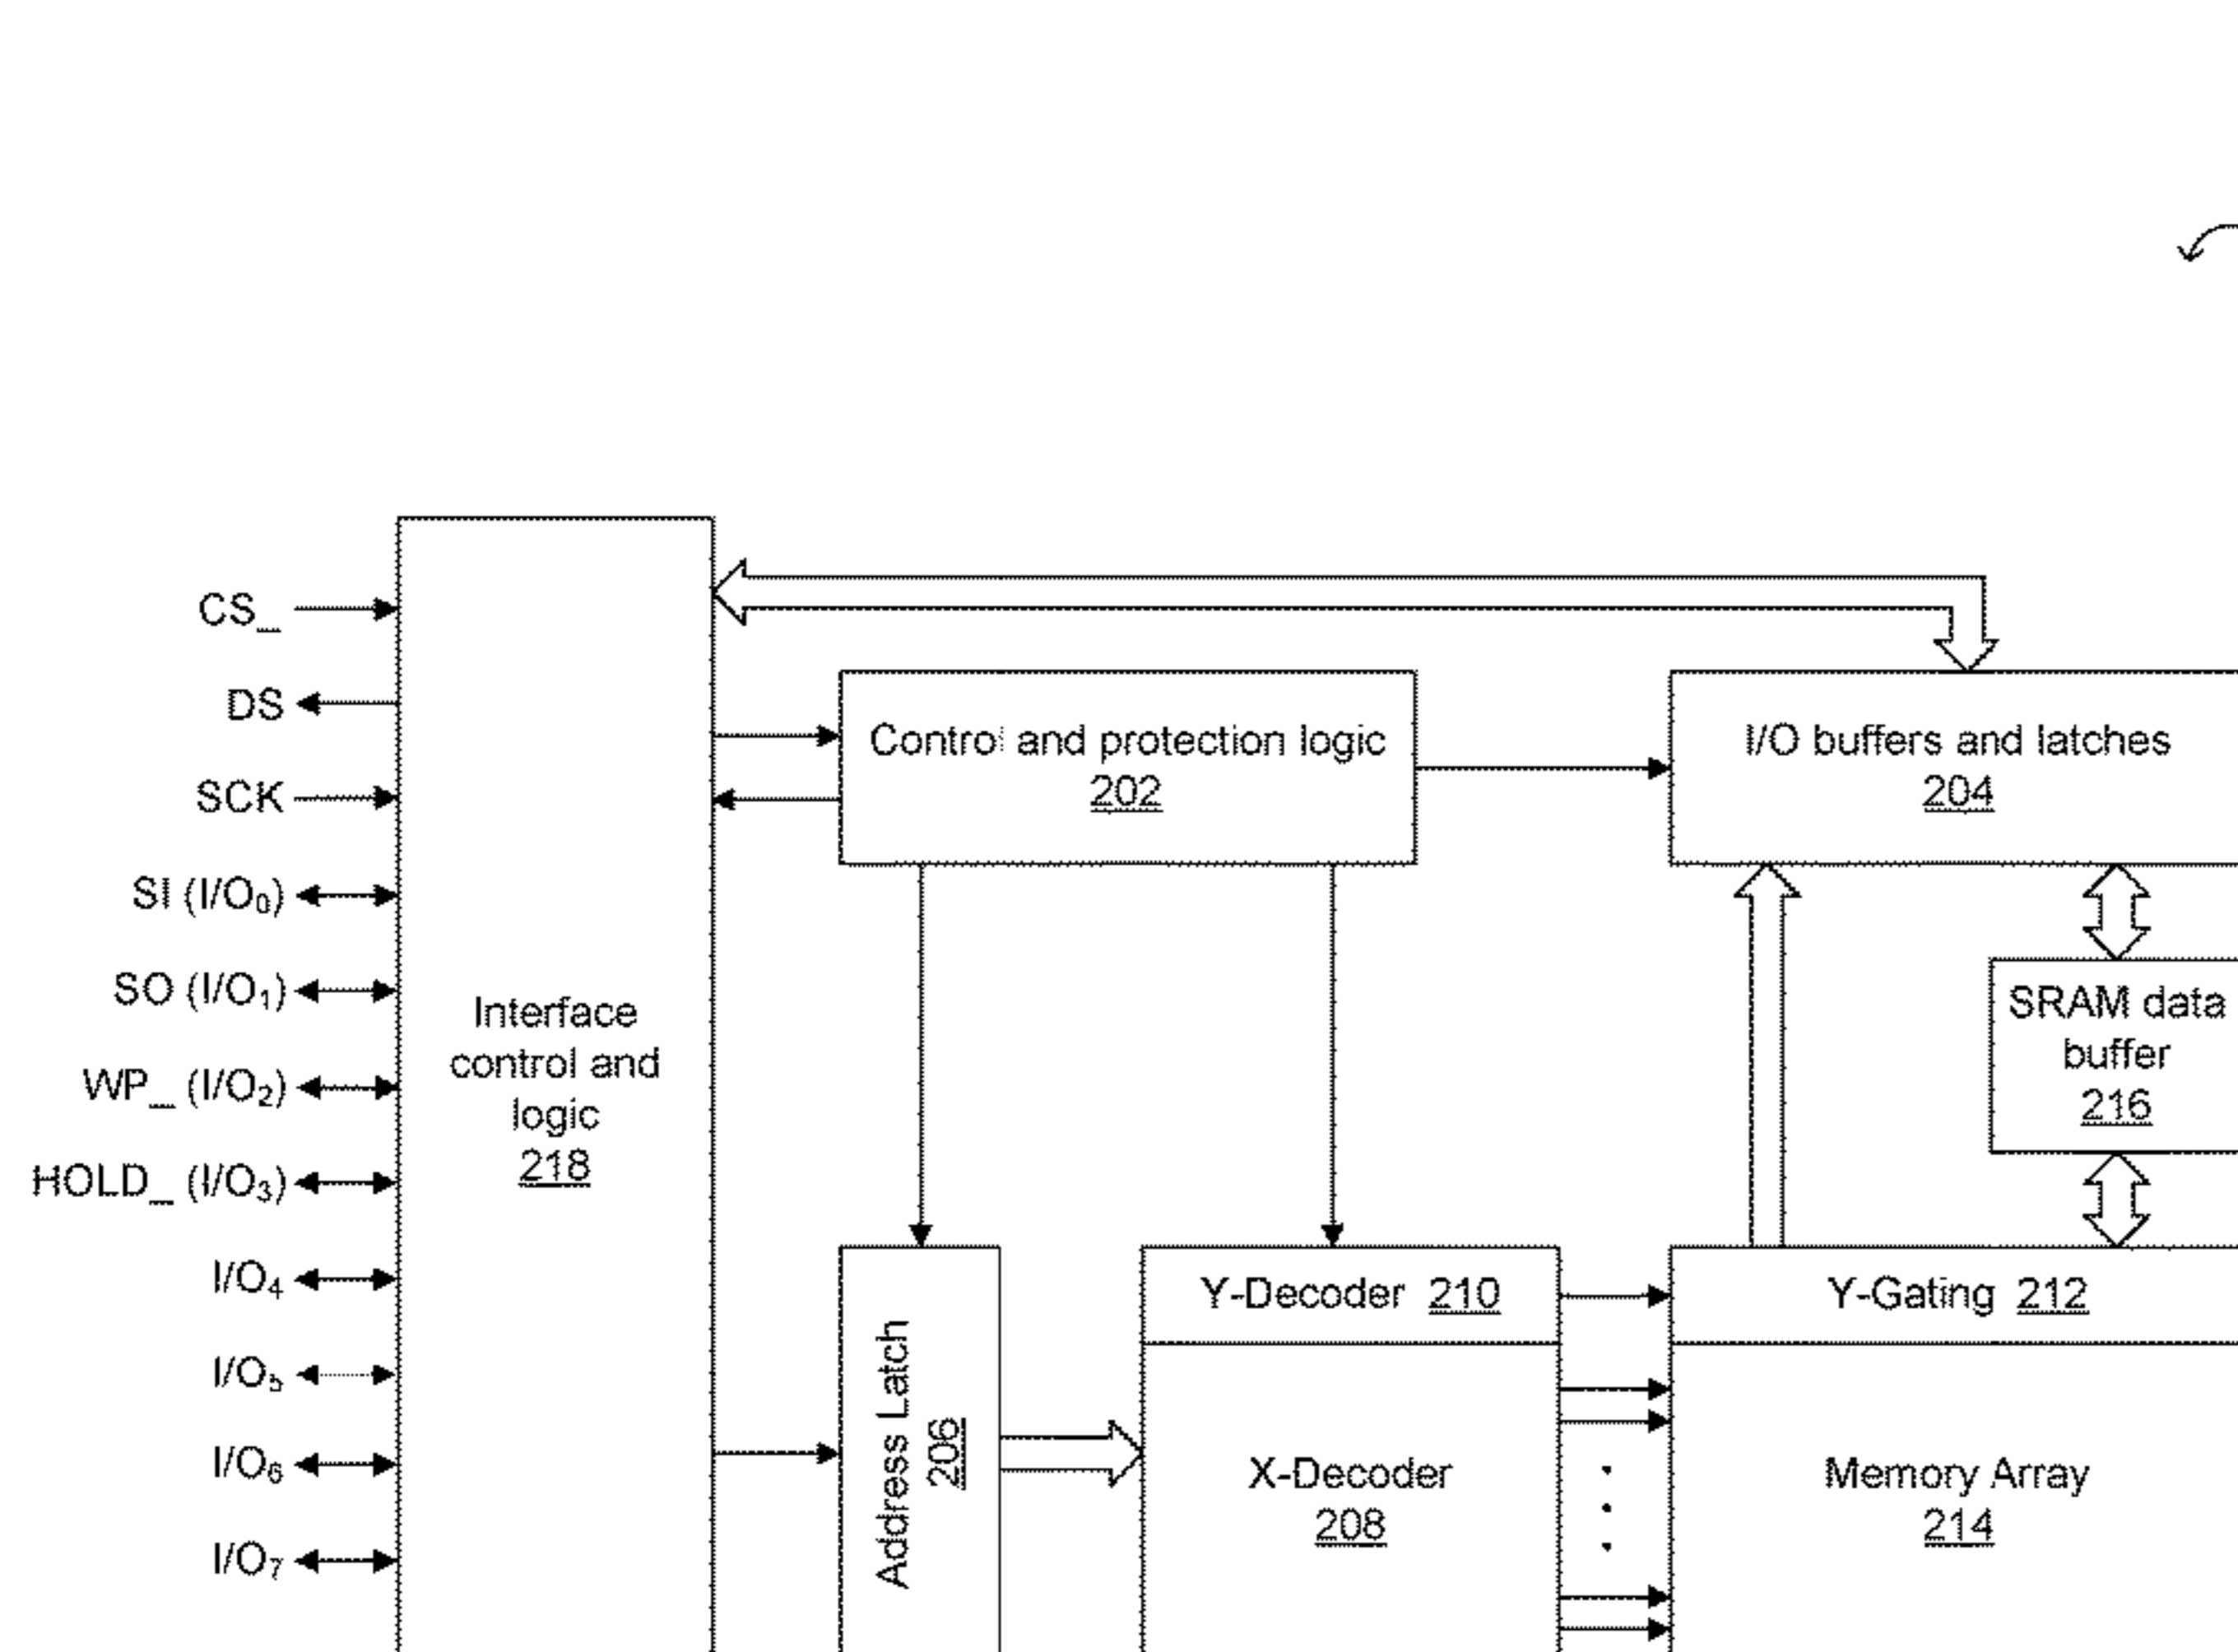 CS_
DS
SCK
SI (I/O₀)
SO (I/O₁)
WP_ (I/O₂)
HOLD_ (I/O₃)
I/O₄
I/O₅
I/O₆
I/O₇
Interface
control and
logic
218
Control and protection logic
202
I/O buffers and latches
204
SRAM data
buffer
216
Address Latch
206
Y-Decoder 210
X-Decoder
208
Y-Gating 212
Memory Array
214